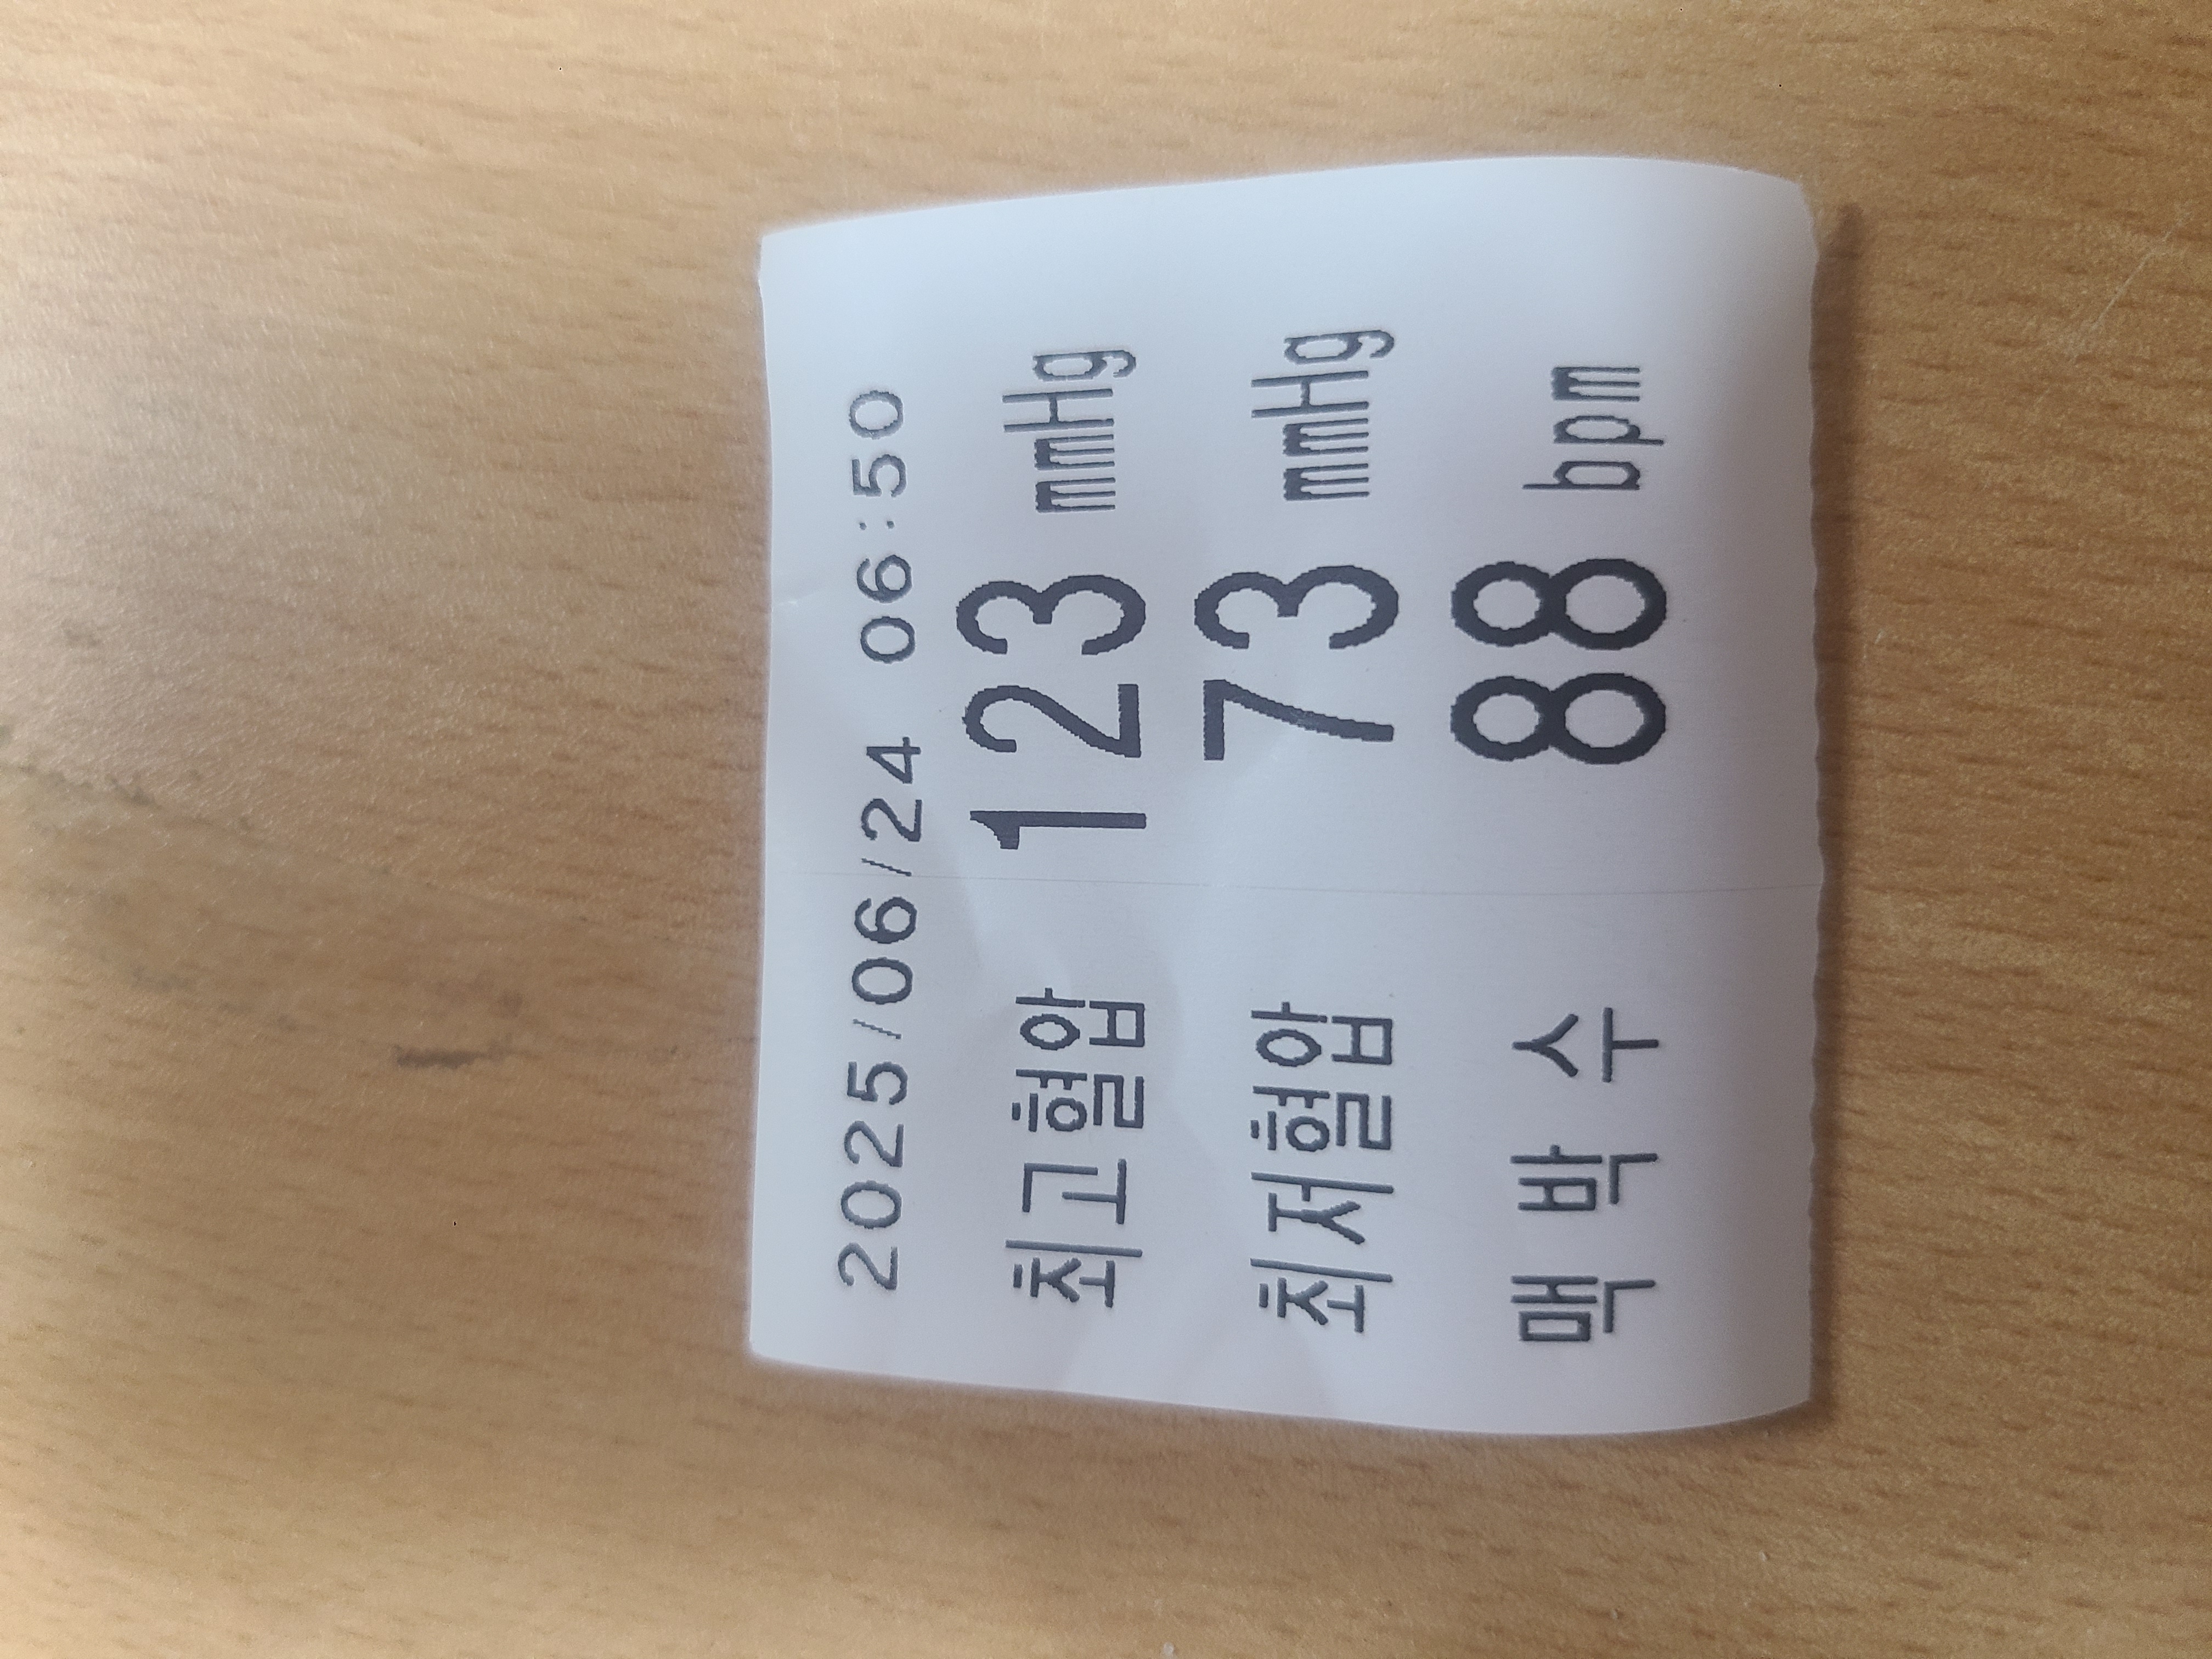 2025/06/24 06:50
최고혈압 123 mmHg
최저혈압 73 mmHg
맥 박 수 88 bpm